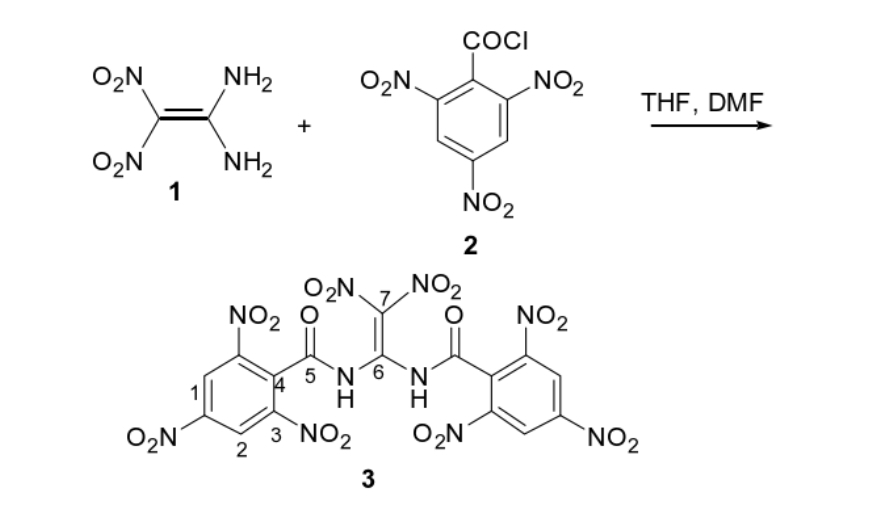 COCl
O₂N NH₂ O₂N NO₂ THF, DMF
+
O₂N NH₂
1 NO₂
2
O₂N NO₂
7
NO₂ O O NO₂
4 5 N 6 N
1 H H
O₂N 3 NO₂ O₂N NO₂
2
3